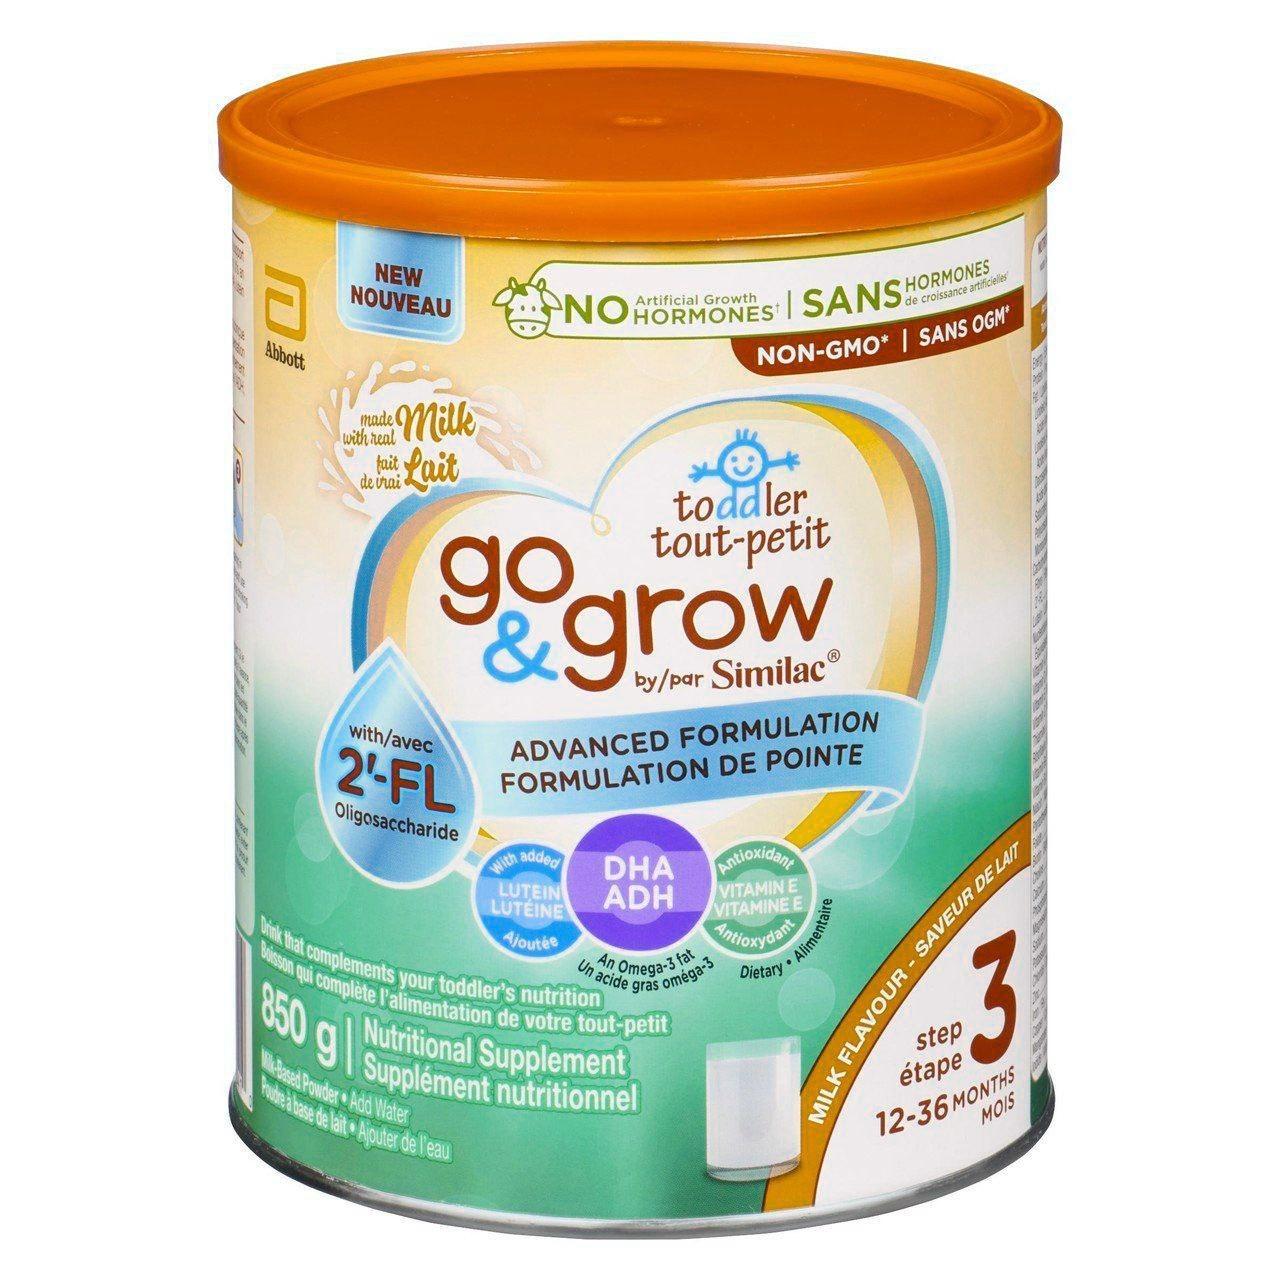 NEW
NOUVEAU
Abbott
NO Artificial Growth HORMONES† | SANS HORMONES de croissance artificielles†
NON-GMO* | SANS OGM*
made with real Milk
fait de vrai Lait
toddler
tout-petit
go
& grow
by/par Similac®
ADVANCED FORMULATION
FORMULATION DE POINTE
with/avec
2'-FL
Oligosaccharide
With added
LUTEIN
LUTÉINE
Ajoutée
DHA
ADH
An Omega-3 fat
Un acide gras oméga-3
Antioxidant
VITAMIN E
VITAMINE E
Antioxydant
Dietary • Alimentaire
Drink that complements your toddler's nutrition
Boisson qui complète l'alimentation de votre tout-petit
850 g | Nutritional Supplement
Supplément nutritionnel
Milk-Based Powder • Add Water
Poudre à base de lait • Ajouter de l'eau
MILK FLAVOUR - SAVEUR DE LAIT
step
étape 3
12-36 MONTHS
MOIS